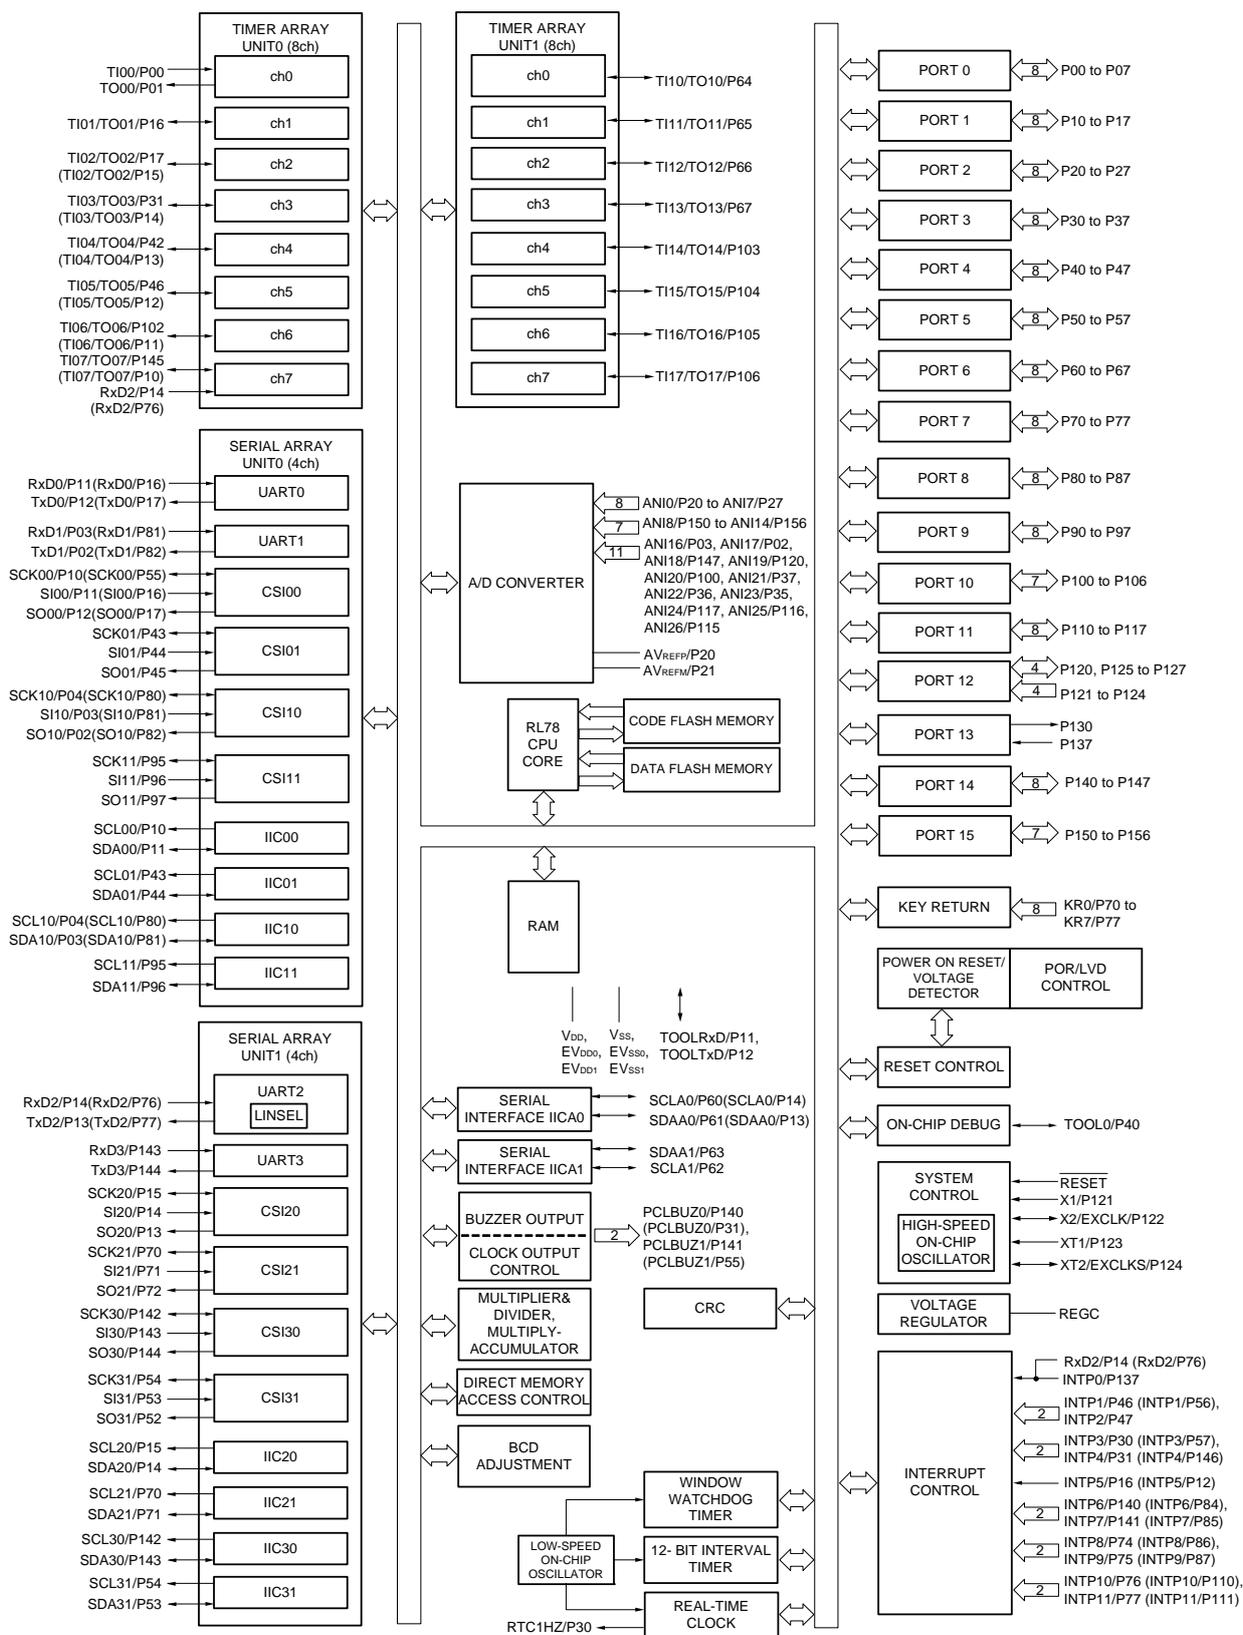 TIMER ARRAY
UNIT0 (8ch)
TI00/P00
TO00/P01
ch0
TI01/TO01/P16
ch1
TI02/TO02/P17
(TI02/TO02/P15)
ch2
TI03/TO03/P31
(TI03/TO03/P14)
ch3
TI04/TO04/P42
(TI04/TO04/P13)
ch4
TI05/TO05/P46
(TI05/TO05/P12)
ch5
TI06/TO06/P102
(TI06/TO06/P11)
ch6
TI07/TO07/P145
(TI07/TO07/P10)
ch7
RxD2/P14
(RxD2/P76)
SERIAL ARRAY
UNIT0 (4ch)
RxD0/P11(RxD0/P16)
TxD0/P12(TxD0/P17)
UART0
RxD1/P03(RxD1/P81)
TxD1/P02(TxD1/P82)
UART1
SCK00/P10(SCK00/P55)
SI00/P11(SI00/P16)
SO00/P12(SO00/P17)
CSI00
SCK01/P43
SI01/P44
SO01/P45
CSI01
SCK10/P04(SCK10/P80)
SI10/P03(SI10/P81)
SO10/P02(SO10/P82)
CSI10
SCK11/P95
SI11/P96
SO11/P97
CSI11
SCL00/P10
SDA00/P11
IIC00
SCL01/P43
SDA01/P44
IIC01
SCL10/P04(SCL10/P80)
SDA10/P03(SDA10/P81)
IIC10
SCL11/P95
SDA11/P96
IIC11
SERIAL ARRAY
UNIT1 (4ch)
RxD2/P14(RxD2/P76)
TxD2/P13(TxD2/P77)
UART2
LINSEL
RxD3/P143
TxD3/P144
UART3
SCK20/P15
SI20/P14
SO20/P13
CSI20
SCK21/P70
SI21/P71
SO21/P72
CSI21
SCK30/P142
SI30/P143
SO30/P144
CSI30
SCK31/P54
SI31/P53
SO31/P52
CSI31
SCL20/P15
SDA20/P14
IIC20
SCL21/P70
SDA21/P71
IIC21
SCL30/P142
SDA30/P143
IIC30
SCL31/P54
SDA31/P53
IIC31
TIMER ARRAY
UNIT1 (8ch)
ch0
TI10/TO10/P64
ch1
TI11/TO11/P65
ch2
TI12/TO12/P66
ch3
TI13/TO13/P67
ch4
TI14/TO14/P103
ch5
TI15/TO15/P104
ch6
TI16/TO16/P105
ch7
TI17/TO17/P106
A/D CONVERTER
8 ANI0/P20 to ANI7/P27
7 ANI8/P150 to ANI14/P156
11 ANI16/P03, ANI17/P02,
ANI18/P147, ANI19/P120,
ANI20/P100, ANI21/P37,
ANI22/P36, ANI23/P35,
ANI24/P117, ANI25/P116,
ANI26/P115
AVREFP/P20
AVREFM/P21
RL78
CPU
CORE
CODE FLASH MEMORY
DATA FLASH MEMORY
RAM
VDD,
EVDD0,
EVDD1
VSS,
EVSS0,
EVSS1
TOOLRxD/P11,
TOOLTxD/P12
SERIAL
INTERFACE IICA0
SCLA0/P60(SCLA0/P14)
SDAA0/P61(SDAA0/P13)
SERIAL
INTERFACE IICA1
SDAA1/P63
SCLA1/P62
BUZZER OUTPUT
CLOCK OUTPUT
CONTROL
2
PCLBUZ0/P140
(PCLBUZ0/P31),
PCLBUZ1/P141
(PCLBUZ1/P55)
MULTIPLIER&
DIVIDER,
MULTIPLY-
ACCUMULATOR
CRC
DIRECT MEMORY
ACCESS CONTROL
BCD
ADJUSTMENT
LOW-SPEED
ON-CHIP
OSCILLATOR
WINDOW
WATCHDOG
TIMER
12- BIT INTERVAL
TIMER
REAL-TIME
CLOCK
RTC1HZ/P30
PORT 0 8 P00 to P07
PORT 1 8 P10 to P17
PORT 2 8 P20 to P27
PORT 3 8 P30 to P37
PORT 4 8 P40 to P47
PORT 5 8 P50 to P57
PORT 6 8 P60 to P67
PORT 7 8 P70 to P77
PORT 8 8 P80 to P87
PORT 9 8 P90 to P97
PORT 10 7 P100 to P106
PORT 11 8 P110 to P117
PORT 12
4 P120, P125 to P127
4 P121 to P124
PORT 13
P130
P137
PORT 14 8 P140 to P147
PORT 15 7 P150 to P156
KEY RETURN 8
KR0/P70 to
KR7/P77
POWER ON RESET/
VOLTAGE
DETECTOR
POR/LVD
CONTROL
RESET CONTROL
ON-CHIP DEBUG TOOL0/P40
SYSTEM
CONTROL
HIGH-SPEED
ON-CHIP
OSCILLATOR
RESET
X1/P121
X2/EXCLK/P122
XT1/P123
XT2/EXCLKS/P124
VOLTAGE
REGULATOR
REGC
INTERRUPT
CONTROL
RxD2/P14 (RxD2/P76)
INTP0/P137
2 INTP1/P46 (INTP1/P56),
INTP2/P47
2 INTP3/P30 (INTP3/P57),
INTP4/P31 (INTP4/P146)
INTP5/P16 (INTP5/P12)
2 INTP6/P140 (INTP6/P84),
INTP7/P141 (INTP7/P85)
2 INTP8/P74 (INTP8/P86),
INTP9/P75 (INTP9/P87)
2 INTP10/P76 (INTP10/P110),
INTP11/P77 (INTP11/P111)